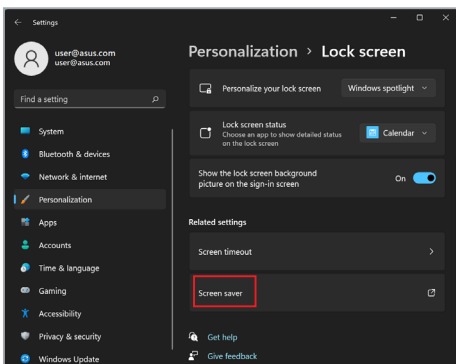 Settings
user@asus.com
user@asus.com
Find a setting
System
Bluetooth & devices
Network & internet
Personalization
Apps
Accounts
Time & language
Gaming
Accessibility
Privacy & security
Windows Update
Personalization > Lock screen
Personalize your lock screen
Windows spotlight
Lock screen status
Choose an app to show detailed status
on the lock screen
Calendar
Show the lock screen background
picture on the sign-in screen
On
Related settings
Screen timeout
Screen saver
Get help
Give feedback